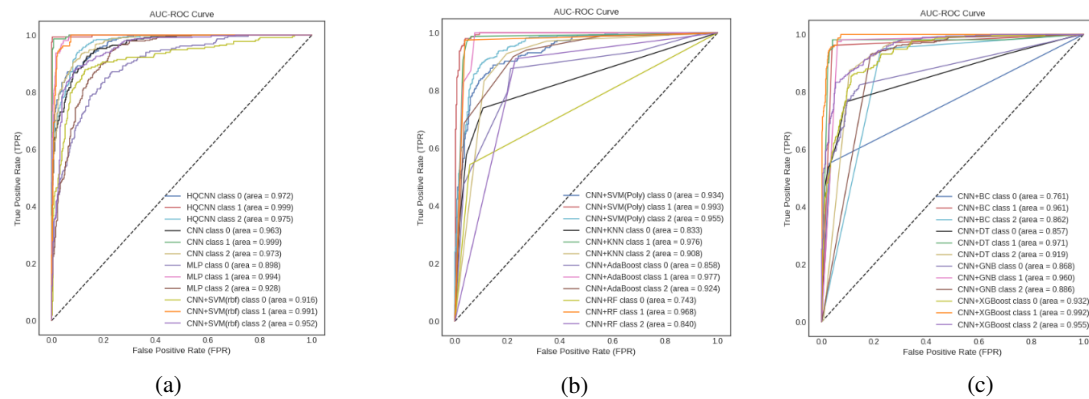 AUC-ROC Curve
True Positive Rate (TPR)
1.0
0.8
0.6
0.4
0.2
0.0
HQCNN class 0 (area = 0.972)
HQCNN class 1 (area = 0.999)
HQCNN class 2 (area = 0.975)
CNN class 0 (area = 0.963)
CNN class 1 (area = 0.999)
CNN class 2 (area = 0.973)
MLP class 0 (area = 0.898)
MLP class 1 (area = 0.994)
MLP class 2 (area = 0.928)
CNN+SVM(rbf) class 0 (area = 0.916)
CNN+SVM(rbf) class 1 (area = 0.991)
CNN+SVM(rbf) class 2 (area = 0.952)
0.0 0.2 0.4 0.6 0.8 1.0
False Positive Rate (FPR)
(a)
AUC-ROC Curve
True Positive Rate (TPR)
1.0
0.8
0.6
0.4
0.2
0.0
CNN+SVM(Poly) class 0 (area = 0.934)
CNN+SVM(Poly) class 1 (area = 0.993)
CNN+SVM(Poly) class 2 (area = 0.955)
CNN+KNN class 0 (area = 0.833)
CNN+KNN class 1 (area = 0.976)
CNN+KNN class 2 (area = 0.908)
CNN+AdaBoost class 0 (area = 0.858)
CNN+AdaBoost class 1 (area = 0.977)
CNN+AdaBoost class 2 (area = 0.924)
CNN+RF class 0 (area = 0.743)
CNN+RF class 1 (area = 0.968)
CNN+RF class 2 (area = 0.840)
0.0 0.2 0.4 0.6 0.8 1.0
False Positive Rate (FPR)
(b)
AUC-ROC Curve
True Positive Rate (TPR)
1.0
0.8
0.6
0.4
0.2
0.0
CNN+BC class 0 (area = 0.761)
CNN+BC class 1 (area = 0.961)
CNN+BC class 2 (area = 0.862)
CNN+DT class 0 (area = 0.857)
CNN+DT class 1 (area = 0.971)
CNN+DT class 2 (area = 0.919)
CNN+GNB class 0 (area = 0.868)
CNN+GNB class 1 (area = 0.960)
CNN+GNB class 2 (area = 0.886)
CNN+XGBoost class 0 (area = 0.932)
CNN+XGBoost class 1 (area = 0.992)
CNN+XGBoost class 2 (area = 0.955)
0.0 0.2 0.4 0.6 0.8 1.0
False Positive Rate (FPR)
(c)